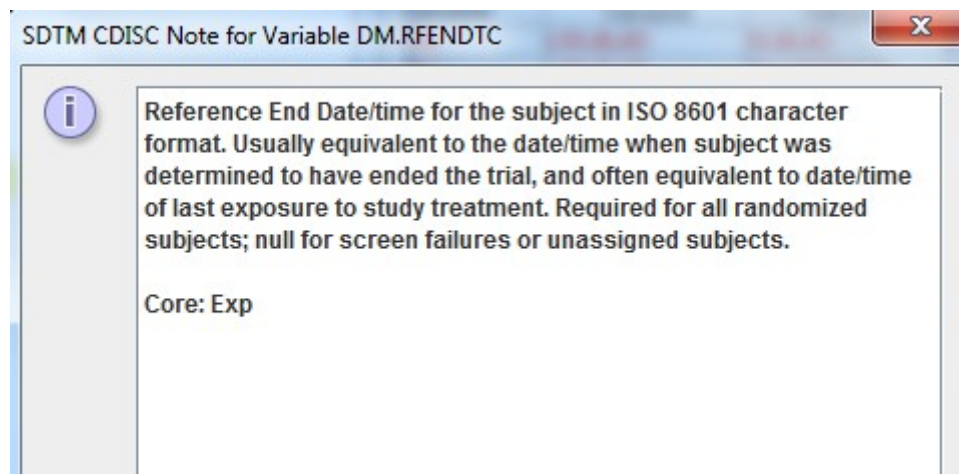 SDTM CDISC Note for Variable DM.RFENDTC
Reference End Date/time for the subject in ISO 8601 character
format. Usually equivalent to the date/time when subject was
determined to have ended the trial, and often equivalent to date/time
of last exposure to study treatment. Required for all randomized
subjects; null for screen failures or unassigned subjects.
Core: Exp